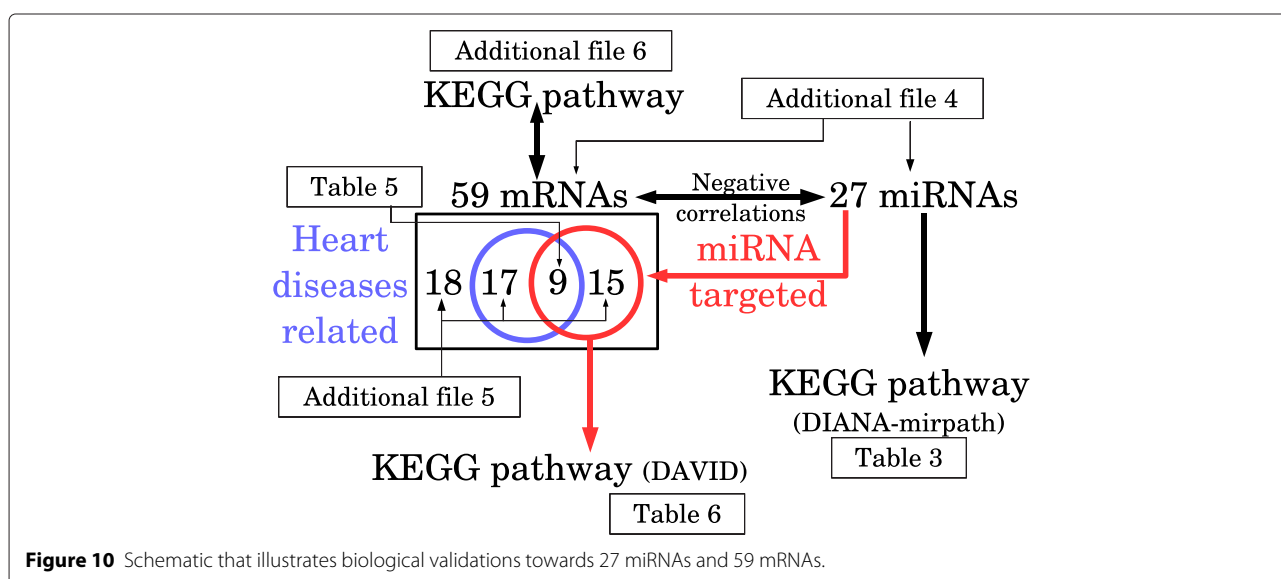 Additional file 6
KEGG pathway
Additional file 4
Table 5
59 mRNAs
Negative
correlations
27 miRNAs
Heart
diseases
related
18 17 9 15
miRNA
targeted
Additional file 5
KEGG pathway
(DIANA-mirpath)
Table 3
KEGG pathway (DAVID)
Table 6
Figure 10 Schematic that illustrates biological validations towards 27 miRNAs and 59 mRNAs.